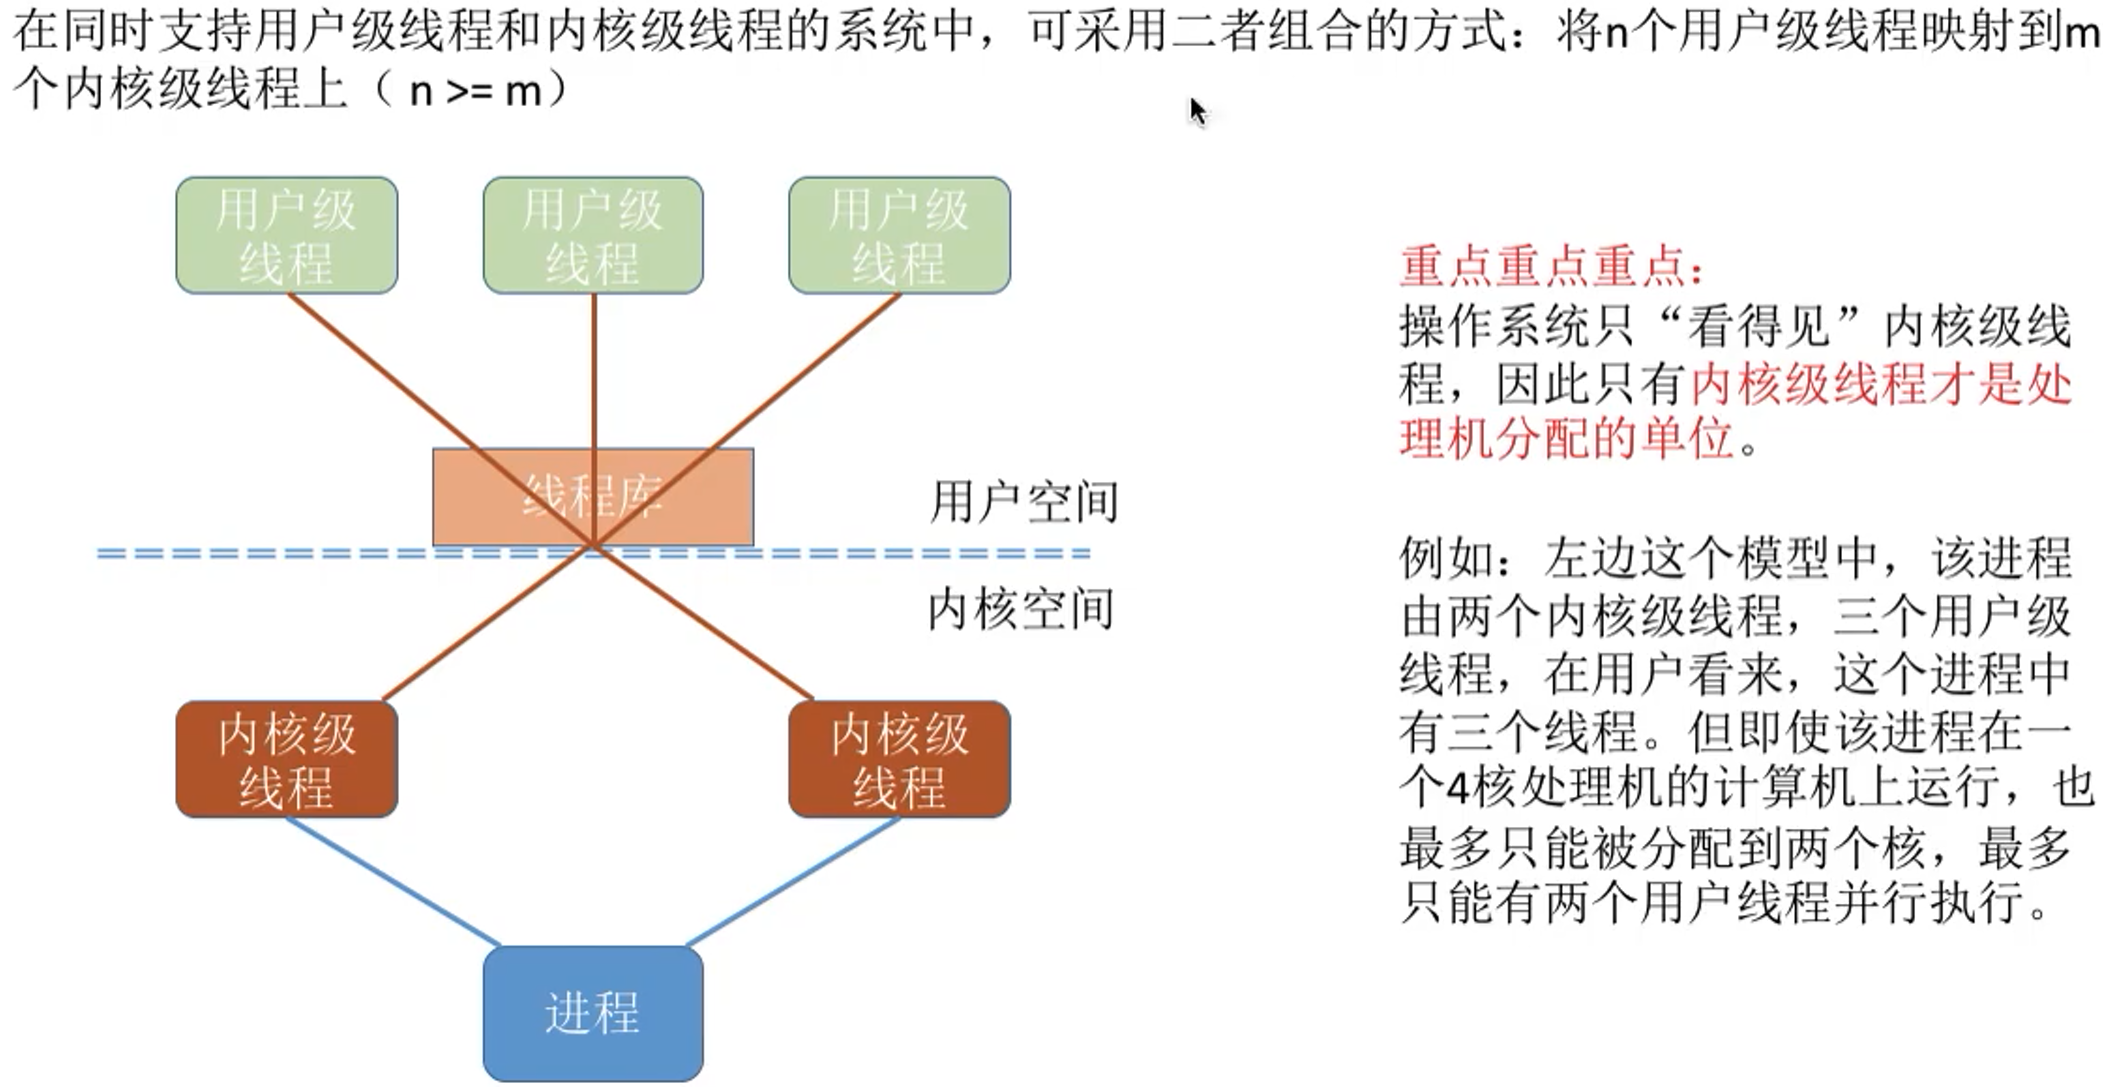 在同时支持用户级线程和内核级线程的系统中，可采用二者组合的方式：将n个用户级线程映射到m
个内核级线程上（ n >= m）
用户级
线程
用户级
线程
用户级
线程
线程库
用户空间
内核空间
内核级
线程
内核级
线程
进程
重点重点重点：
操作系统只“看得见”内核级线
程，因此只有内核级线程才是处
理机分配的单位。
例如：左边这个模型中，该进程
由两个内核级线程，三个用户级
线程，在用户看来，这个进程中
有三个线程。但即使该进程在一
个4核处理机的计算机上运行，也
最多只能被分配到两个核，最多
只能有两个用户线程并行执行。